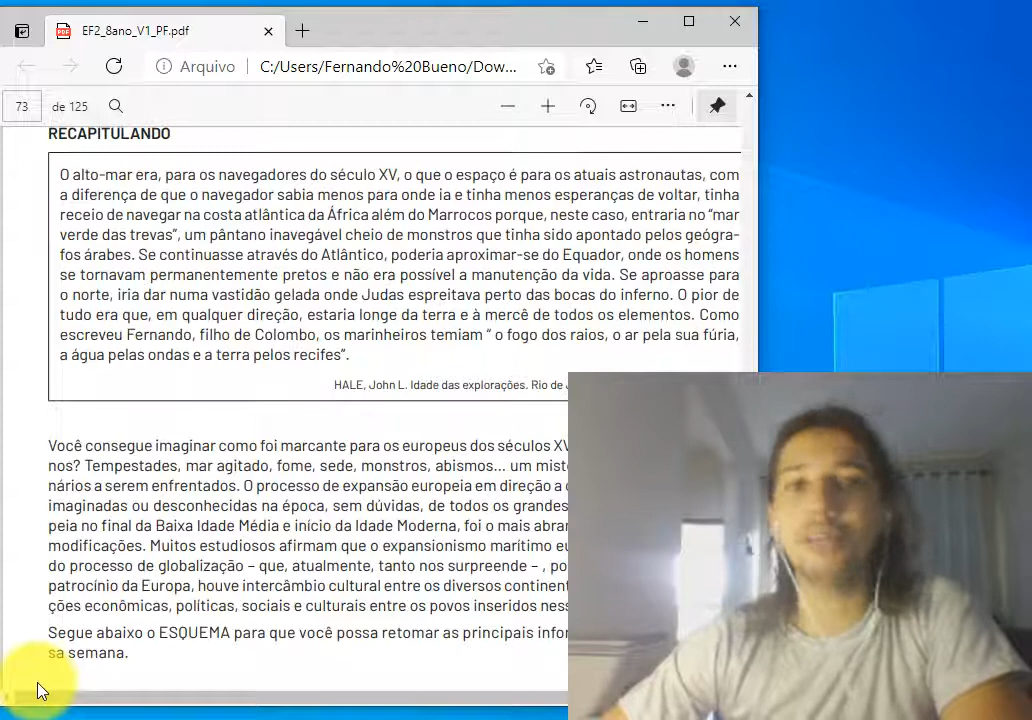 EF2_8ano_V1_PF.pdf
Arquivo C:/Users/Fernando%20Bueno/Dow...
73 de 125
RECAPITULANDO
O alto-mar era, para os navegadores do século XV, o que o espaço é para os atuais astronautas, com
a diferença de que o navegador sabia menos para onde ia e tinha menos esperanças de voltar, tinha
receio de navegar na costa atlântica da África além do Marrocos porque, neste caso, entraria no "mar
verde das trevas", um pântano inavegável cheio de monstros que tinha sido apontado pelos geógra-
fos árabes. Se continuasse através do Atlântico, poderia aproximar-se do Equador, onde os homens
se tornavam permanentemente pretos e não era possível a manutenção da vida. Se aproasse para
o norte, iria dar numa vastidão gelada onde Judas espreitava perto das bocas do inferno. O pior de
tudo era que, em qualquer direção, estaria longe da terra e à mercê de todos os elementos. Como
escreveu Fernando, filho de Colombo, os marinheiros temiam " o fogo dos raios, o ar pela sua fúria,
a água pelas ondas e a terra pelos recifes".
HALE, John L. Idade das explorações. Rio de
Você consegue imaginar como foi marcante para os europeus dos séculos XV
nos? Tempestades, mar agitado, fome, sede, monstros, abismos... um mist
nários a serem enfrentados. O processo de expansão europeia em direção a
imaginadas ou desconhecidas na época, sem dúvidas, de todos os grandes
peia no final da Baixa Idade Média e início da Idade Moderna, foi o mais abra
modificações. Muitos estudiosos afirmam que o expansionismo marítimo eu
do processo de globalização – que, atualmente, tanto nos surpreende – , po
patrocínio da Europa, houve intercâmbio cultural entre os diversos continent
ções econômicas, políticas, sociais e culturais entre os povos inseridos ness
Segue abaixo o ESQUEMA para que você possa retomar as principais infor
sa semana.